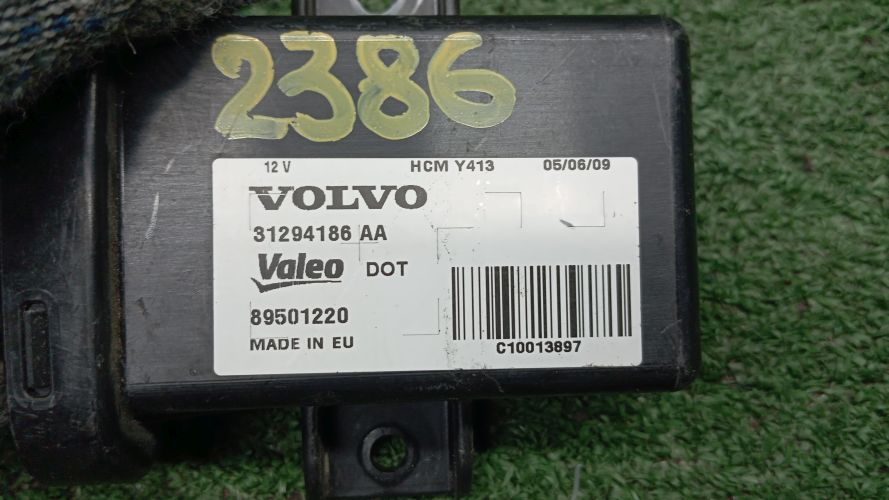 2386
12 V HCM Y413 05/06/09
VOLVO
31294186 AA
Valeo DOT
89501220
MADE IN EU
C10013897